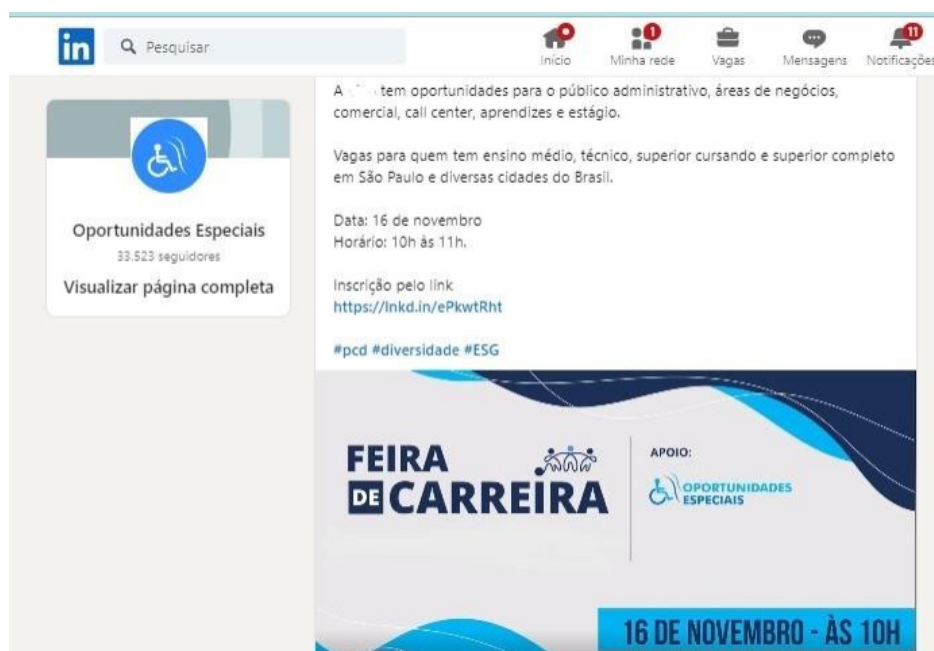 in
Pesquisar
Início
1
Minha rede
Vagas
Mensagens
11
Notificações
A tem oportunidades para o público administrativo, áreas de negócios,
comercial, call center, aprendizes e estágio.
Vagas para quem tem ensino médio, técnico, superior cursando e superior completo
em São Paulo e diversas cidades do Brasil.
Data: 16 de novembro
Horário: 10h às 11h.
Inscrição pelo link
https://lnkd.in/ePkwtRht
#pcd #diversidade #ESG
Oportunidades Especiais
33.523 seguidores
Visualizar página completa
FEIRA
DE CARREIRA
APOIO:
OPORTUNIDADES
ESPECIAIS
16 DE NOVEMBRO - ÀS 10H